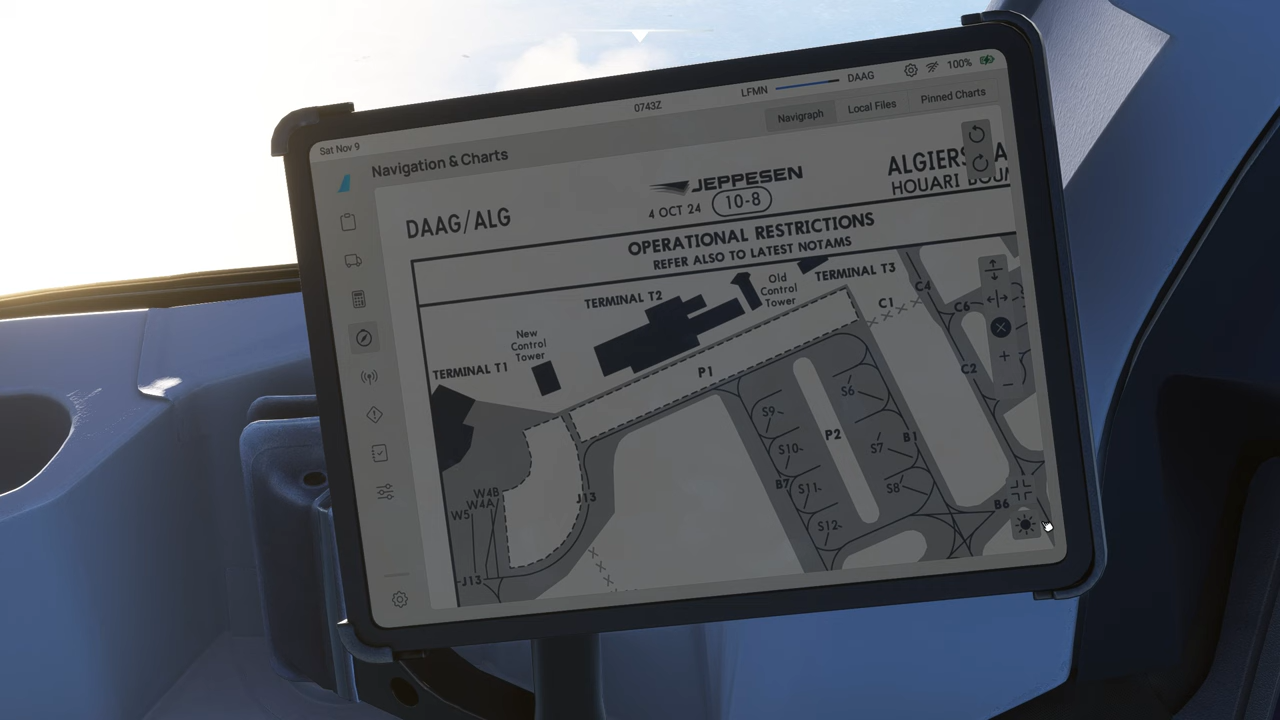 Sat Nov 9
0743Z
LFMN
DAAG
100%
Navigation & Charts
Navigraph
Local Files
Pinned Charts
DAAG/ALG
JEPPESEN
4 OCT 24
10-8
ALGIERS
HOUARI
OPERATIONAL RESTRICTIONS
REFER ALSO TO LATEST NOTAMS
TERMINAL T1
New
Control
Tower
TERMINAL T2
Old
Control
Tower
TERMINAL T3
C1
C4
C6
C2
P1
S6
S9
S10
P2
S7
B1
B7
S11
S8
S12
B6
W4B
W4A
W5
J13
J13